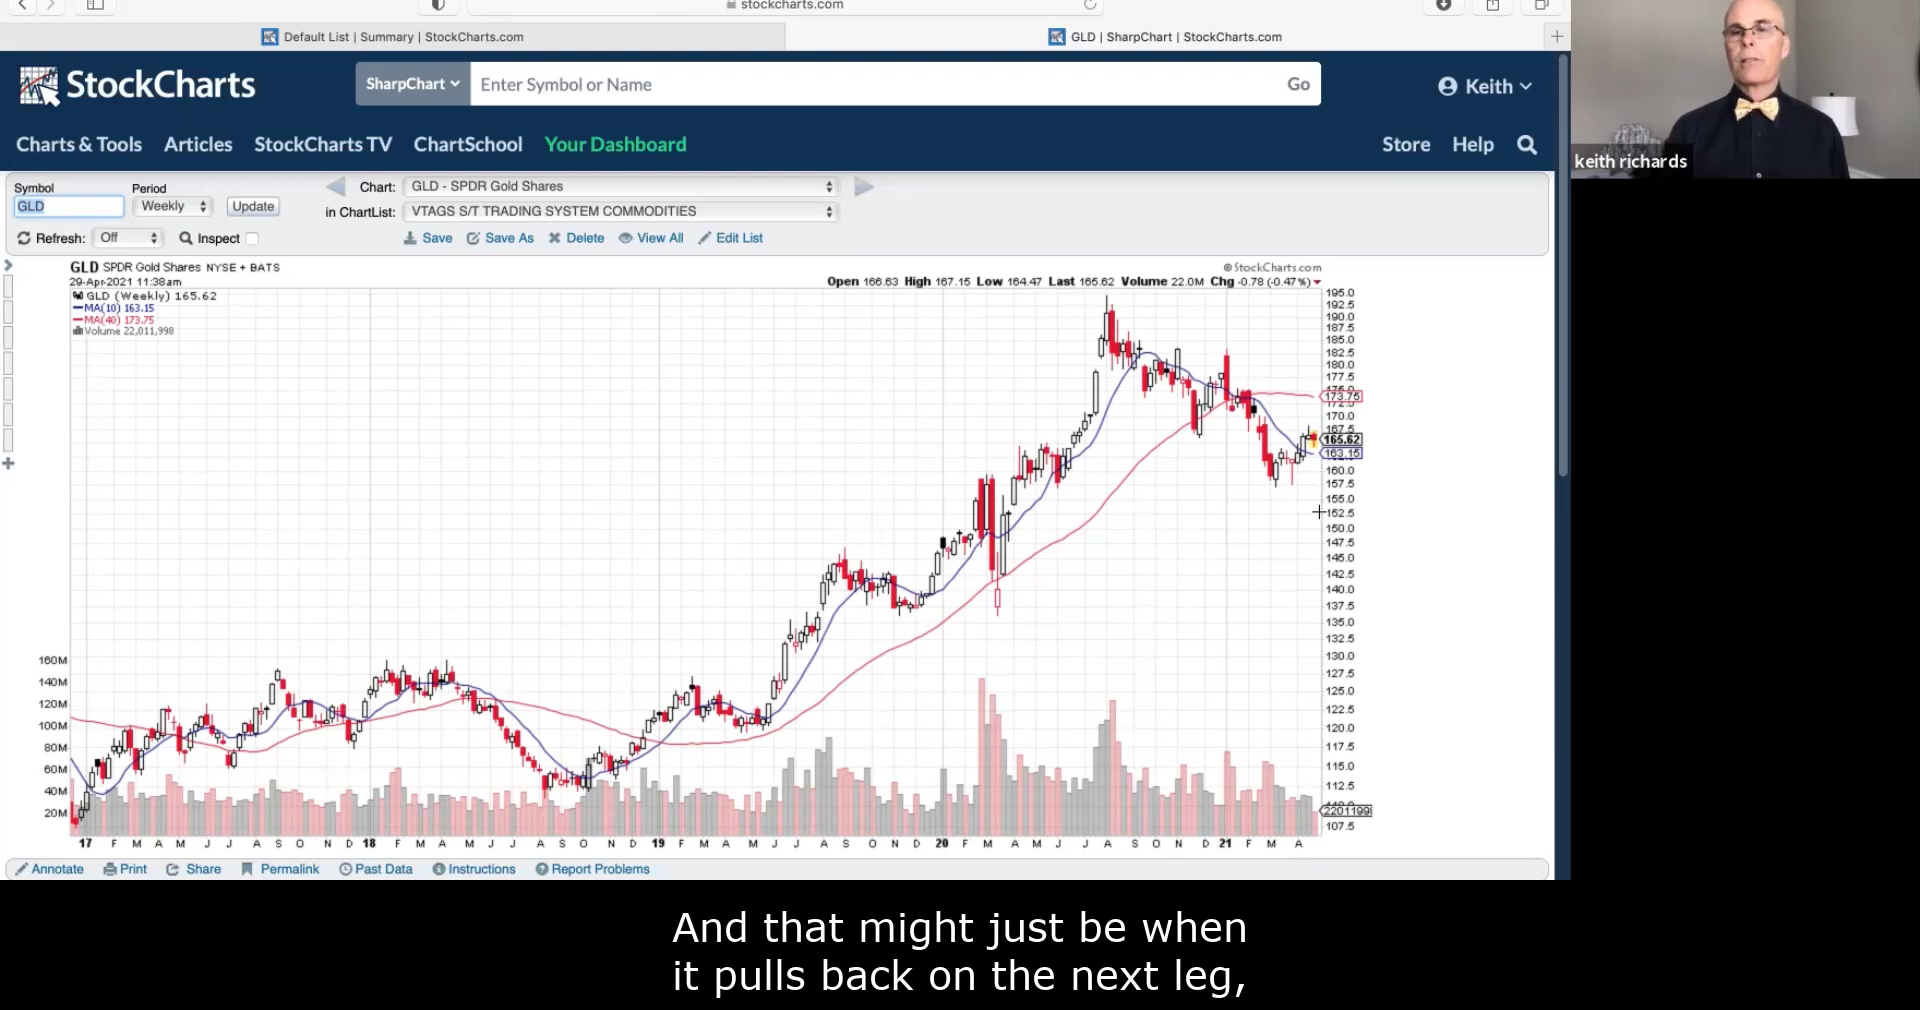 stockcharts.com
Default List | Summary | StockCharts.com
GLD | SharpChart | StockCharts.com
StockCharts
SharpChart
Enter Symbol or Name
Go
Keith
Charts & Tools
Articles
StockCharts TV
ChartSchool
Your Dashboard
Store
Help
keith richards
Symbol
Period
GLD
Weekly
Update
Chart: GLD - SPDR Gold Shares
in ChartList: VTAGS S/T TRADING SYSTEM COMMODITIES
Refresh: Off
Inspect
Save
Save As
Delete
View All
Edit List
GLD SPDR Gold Shares NYSE + BATS
© StockCharts.com
29-Apr-2021 11:38am
Open 166.63 High 167.15 Low 164.47 Last 165.62 Volume 22.0M Chg -0.78 (-0.47%)
GLD (Weekly) 165.62
MA(10) 163.15
MA(40) 173.75
Volume 22,011,998
195.0
192.5
190.0
187.5
185.0
182.5
180.0
177.5
175.0
173.75
172.5
170.0
167.5
165.62
163.15
160.0
157.5
155.0
152.5
150.0
147.5
145.0
142.5
140.0
137.5
135.0
132.5
130.0
127.5
125.0
122.5
120.0
117.5
115.0
112.5
110.0
22011998
107.5
160M
140M
120M
100M
80M
60M
40M
20M
17 F M A M J J A S O N D 18 F M A M J J A S O N D 19 F M A M J J A S O N D 20 F M A M J J A S O N D 21 F M A
Annotate
Print
Share
Permalink
Past Data
Instructions
Report Problems
And that might just be when
it pulls back on the next leg,